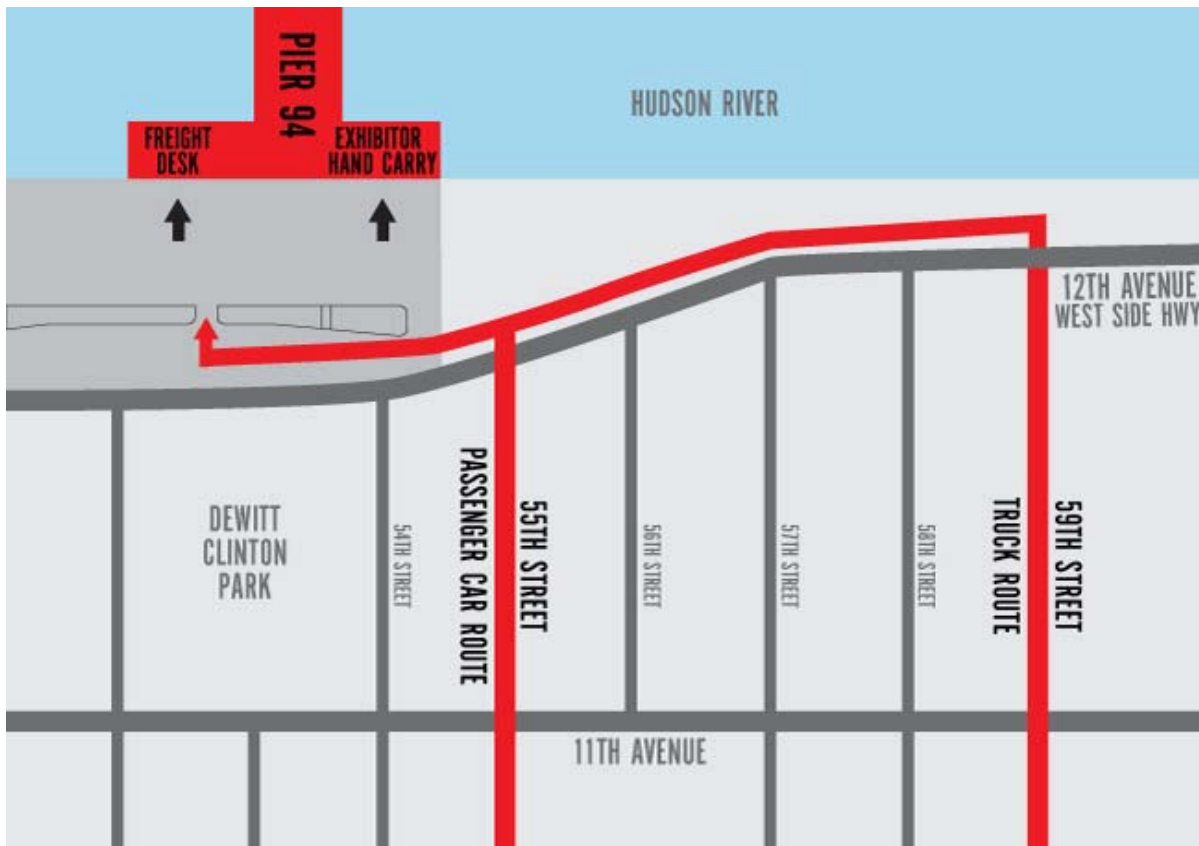 PIER 94
FREIGHT
DESK
EXHIBITOR
HAND CARRY
HUDSON RIVER
12TH AVENUE
WEST SIDE HWY
DEWITT
CLINTON
PARK
54TH STREET
PASSENGER CAR ROUTE
55TH STREET
56TH STREET
57TH STREET
58TH STREET
TRUCK ROUTE
59TH STREET
11TH AVENUE